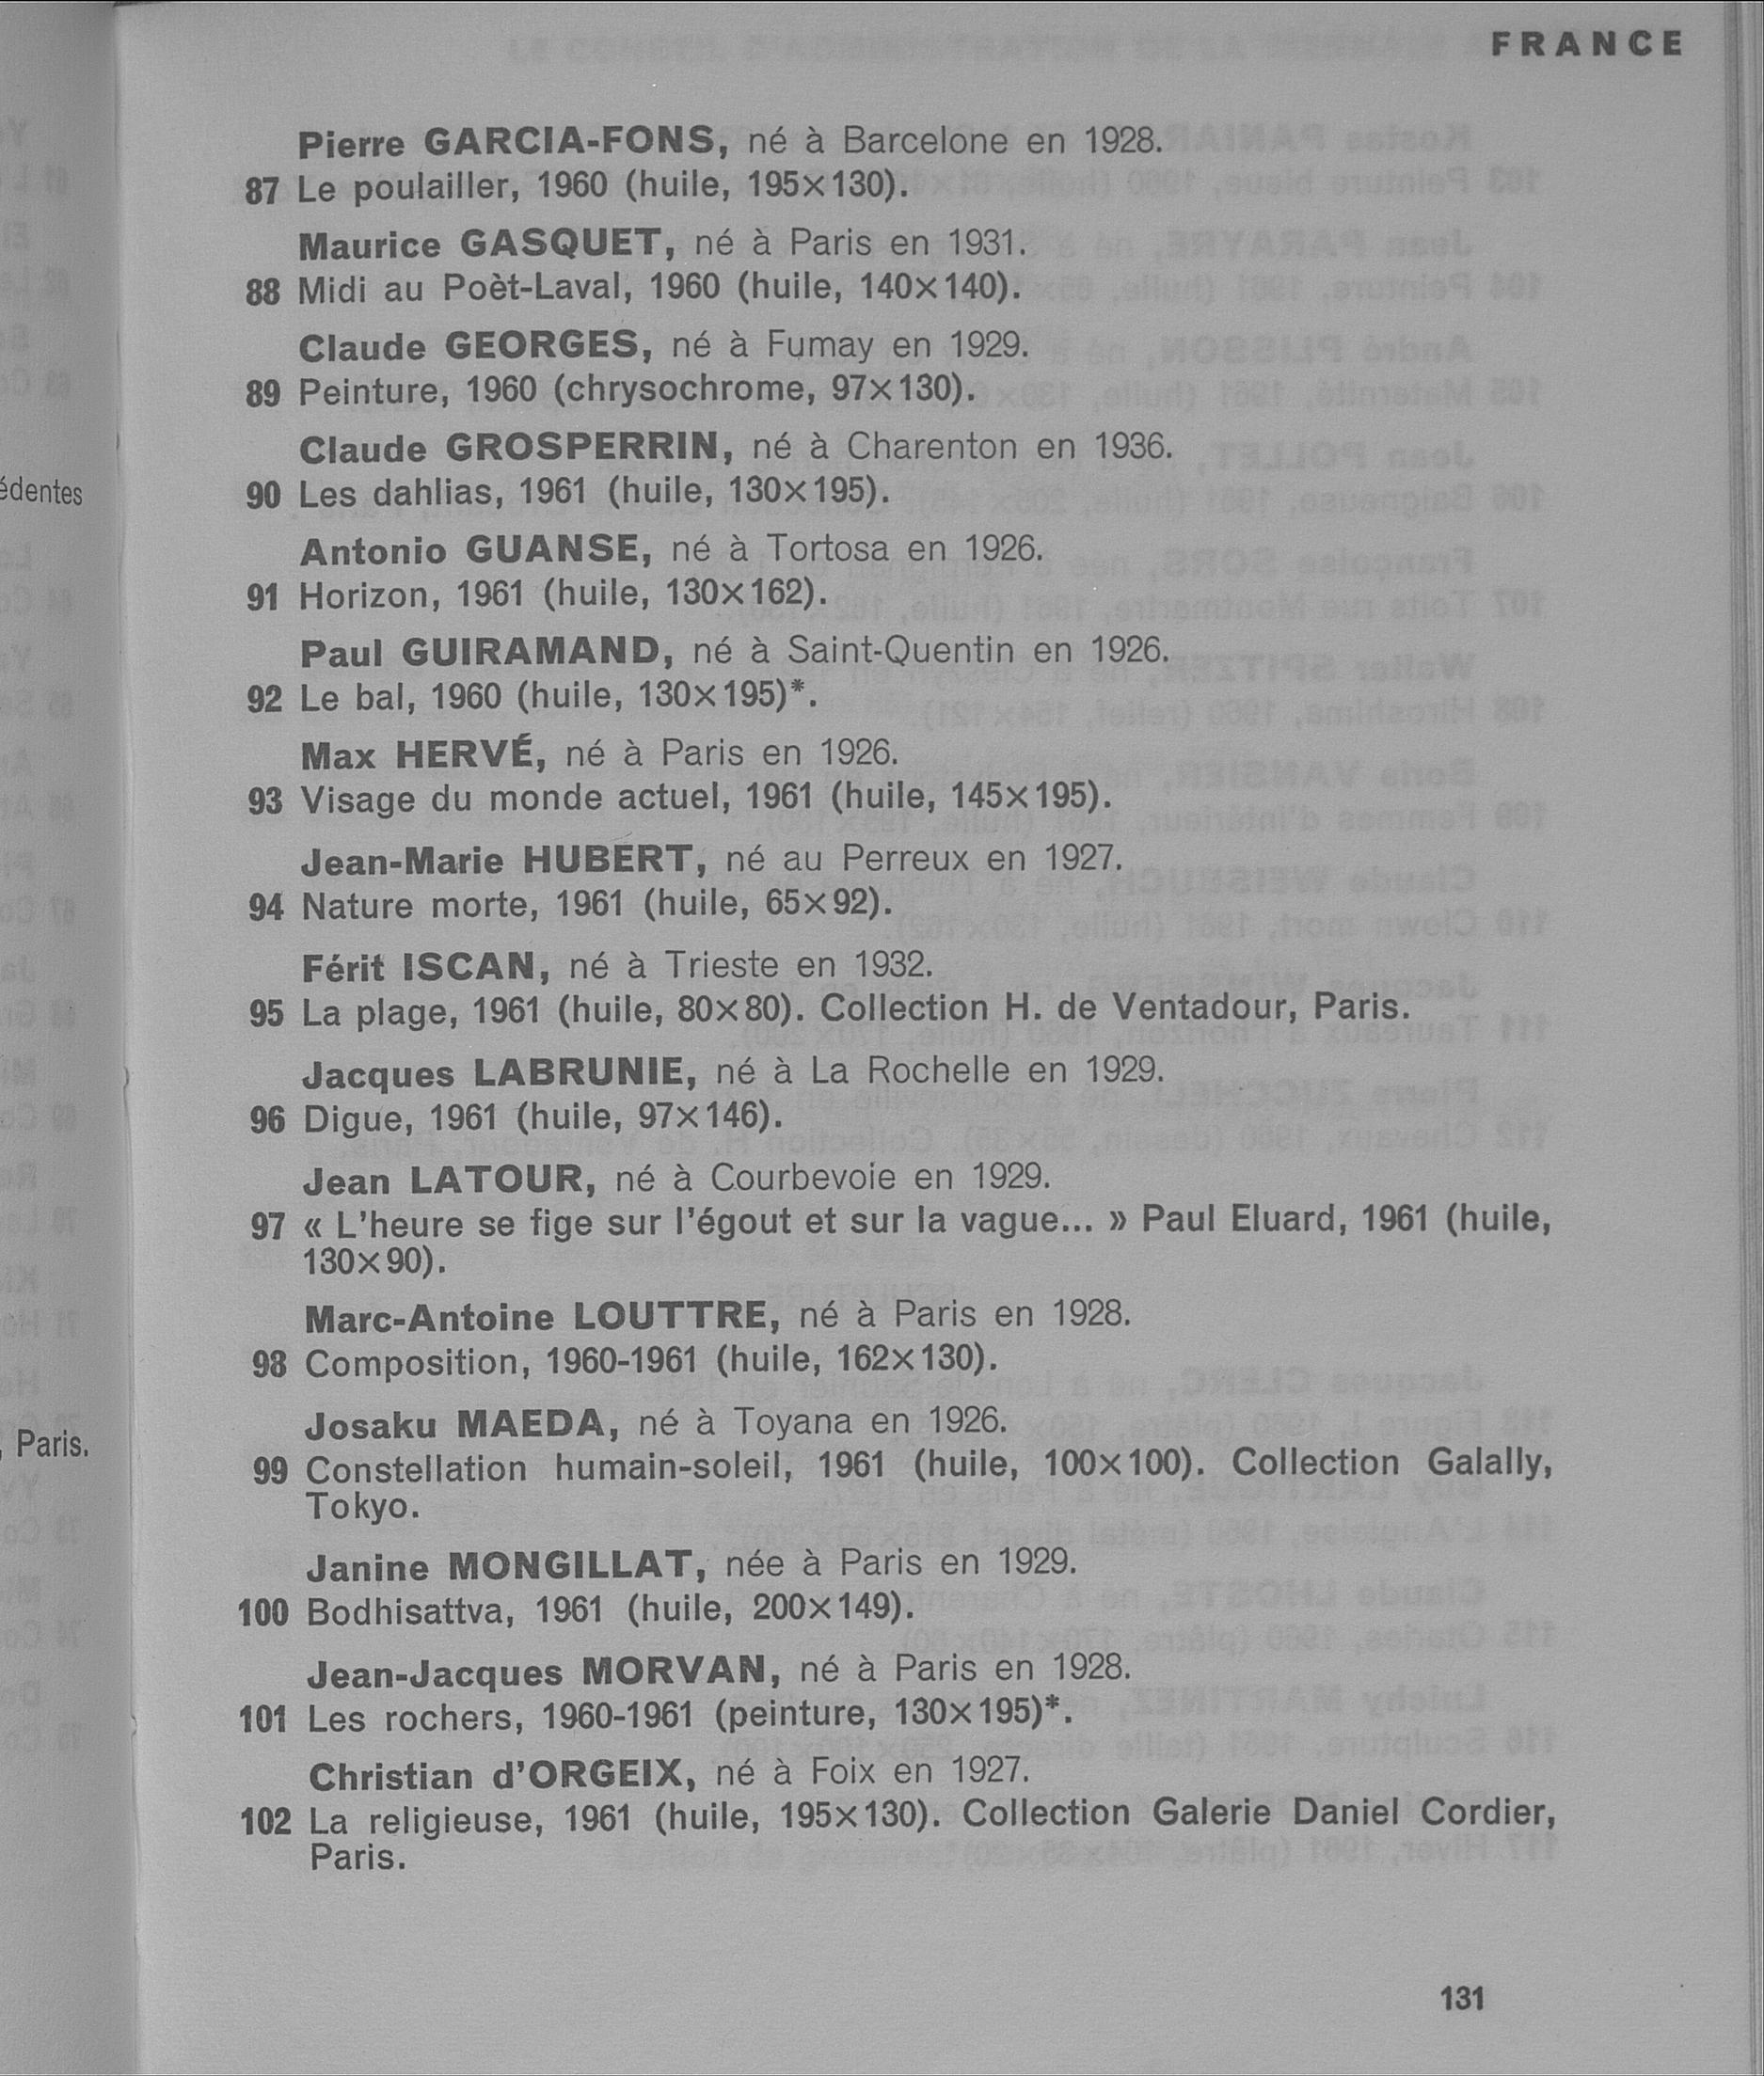 FRANCE
Pierre GARCIA-FONS, né à Barcelone en 1928.
87 Le poulailler, 1960 (huile, 195×130).
Maurice GASQUET, né à Paris en 1931.
88 Midi au Poèt-Laval, 1960 (huile, 140×140).
Claude GEORGES, né à Fumay en 1929.
89 Peinture, 1960 (chrysochrome, 97×130).
Claude GROSPERRIN, né à Charenton en 1936.
90 Les dahlias, 1961 (huile, 130×195).
édentes
Antonio GUANSE, né à Tortosa en 1926.
91 Horizon, 1961 (huile, 130×162).
Paul GUIRAMAND, né à Saint-Quentin en 1926.
92 Le bal, 1960 (huile, 130×195)*.
Max HERVÉ, né à Paris en 1926.
93 Visage du monde actuel, 1961 (huile, 145×195).
Jean-Marie HUBERT, né au Perreux en 1927.
94 Nature morte, 1961 (huile, 65×92).
Férit ISCAN, né à Trieste en 1932.
95 La plage, 1961 (huile, 80×80). Collection H. de Ventadour, Paris.
Jacques LABRUNIE, né à La Rochelle en 1929.
96 Digue, 1961 (huile, 97×146).
Jean LATOUR, né à Courbevoie en 1929.
97 « L'heure se fige sur l'égout et sur la vague... » Paul Eluard, 1961 (huile,
130×90).
Marc-Antoine LOUTTRE, né à Paris en 1928.
98 Composition, 1960-1961 (huile, 162×130).
Josaku MAEDA, né à Toyana en 1926.
, Paris.
99 Constellation humain-soleil, 1961 (huile, 100×100). Collection Galally,
Tokyo.
Janine MONGILLAT, née à Paris en 1929.
100 Bodhisattva, 1961 (huile, 200×149).
Jean-Jacques MORVAN, né à Paris en 1928.
101 Les rochers, 1960-1961 (peinture, 130×195)*.
Christian d'ORGEIX, né à Foix en 1927.
102 La religieuse, 1961 (huile, 195×130). Collection Galerie Daniel Cordier,
Paris.
131